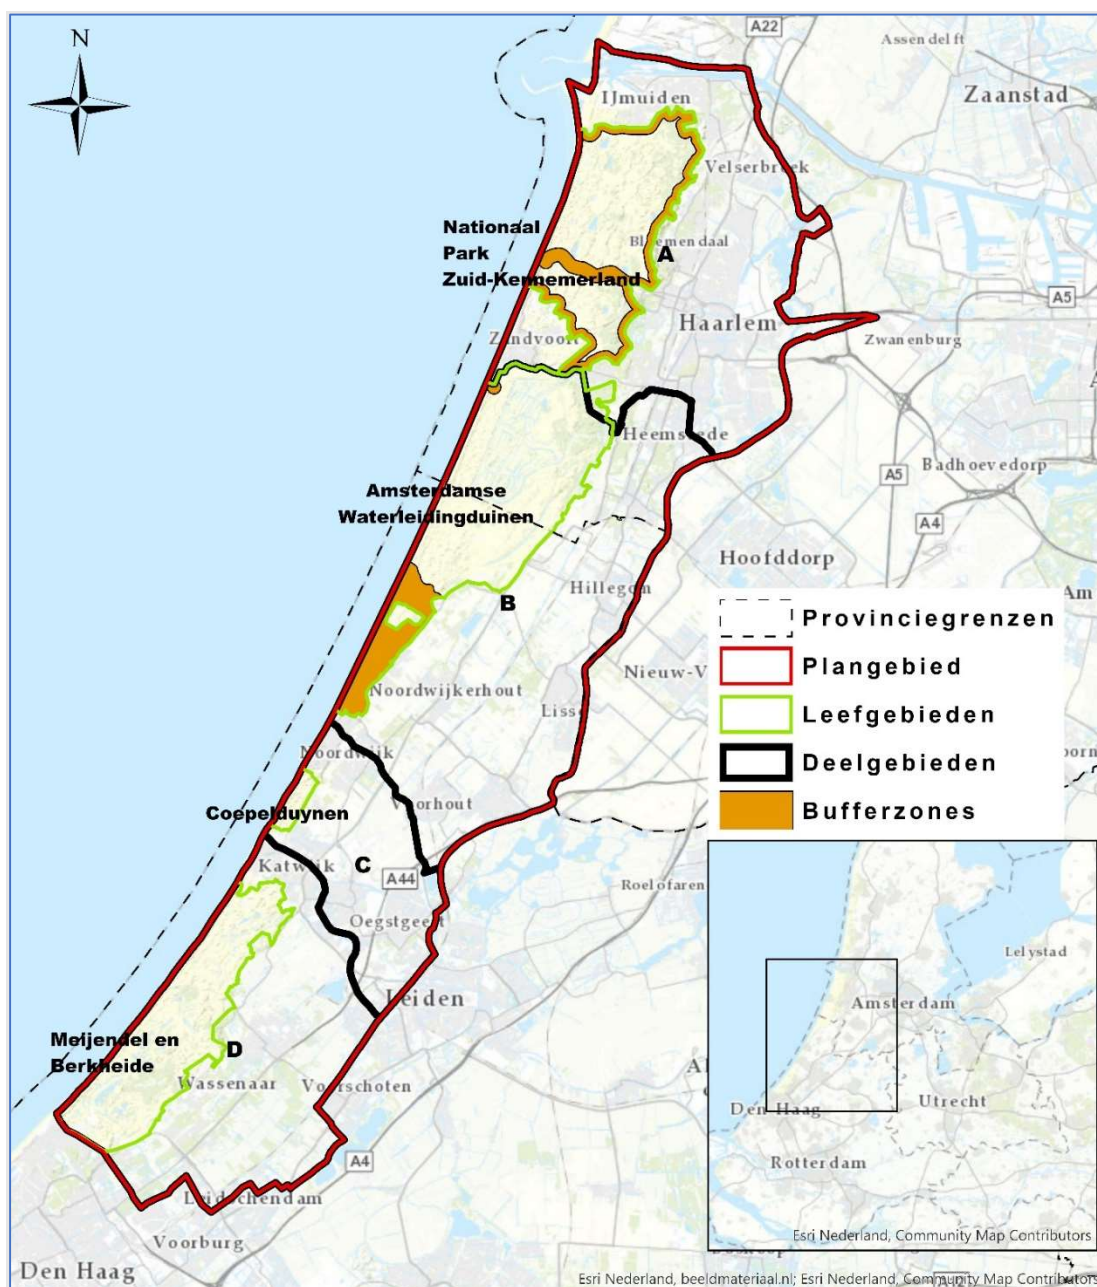 N
A22
Assendelft
Zaanstad
IJmuiden
Velserbroek
Nationaal
Park
Zuid-Kennemerland
Bloemendaal
A
A5
Haarlem
Zandvoort
Zwanenburg
Heemstede
Badhoevedorp
A5
A4
Amsterdamse
Waterleidingduinen
Hoofddorp
Hillegom
Am
B
Nieuw-V
Noordwijkerhout
Lisse
Noordwijk
Voorhout
Coepelduynen
Katwijk
C
A44
Roelofaren
Oegstgeest
Leiden
Meijendel en
Berkheide
D
Wassenaar
Voorschoten
A4
Leidschendam
Voorburg
Den Haag
Provinciegrenzen
Plangebied
Leefgebieden
Deelgebieden
Bufferzones
Lelystad
Amsterdam
Den Haag
Utrecht
Rotterdam
Esri Nederland, Community Map Contributors
Esri Nederland, beeldmateriaal.nl; Esri Nederland, Community Map Contributors